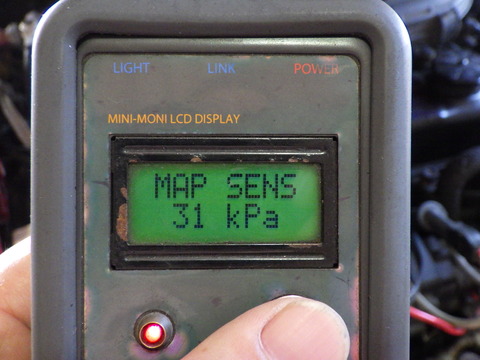 LIGHT LINK POWER
MINI-MONI LCD DISPLAY
MAP SENS
31 kPa